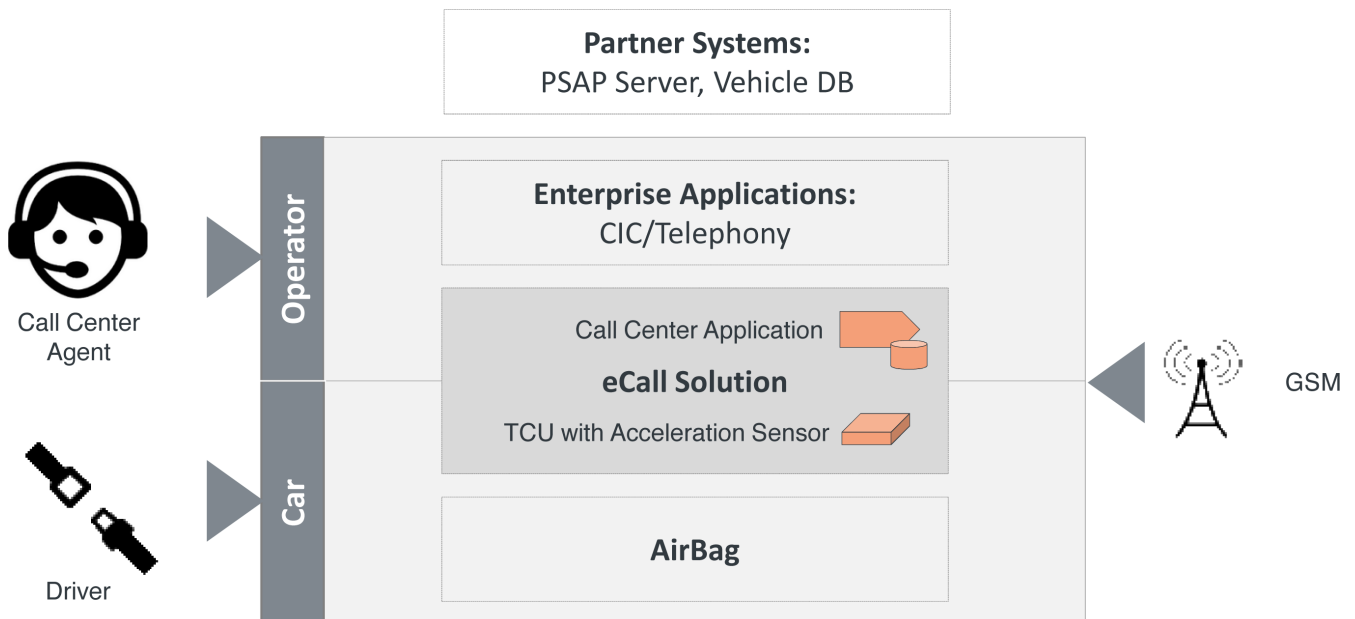 Partner Systems:
PSAP Server, Vehicle DB
Operator
Enterprise Applications:
CIC/Telephony
Call Center
Agent
Call Center Application
eCall Solution
TCU with Acceleration Sensor
GSM
Car
AirBag
Driver